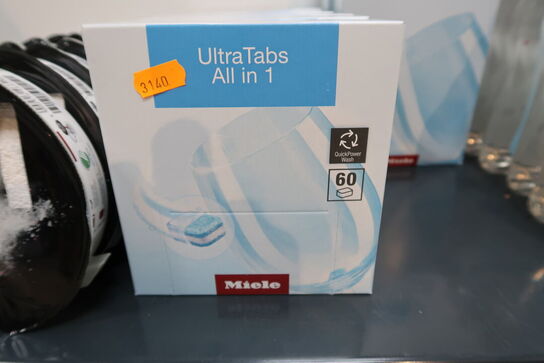 UltraTabs
All in 1
3140
QuickPower
Wash
60
Miele